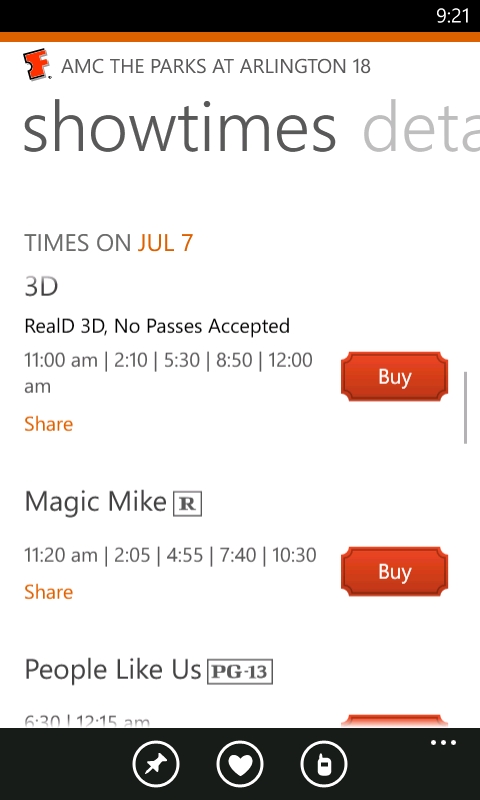 9:21
AMC THE PARKS AT ARLINGTON 18
showtimes deta
TIMES ON JUL 7
3D
RealD 3D, No Passes Accepted
11:00 am | 2:10 | 5:30 | 8:50 | 12:00
am
Buy
Share
Magic Mike R
11:20 am | 2:05 | 4:55 | 7:40 | 10:30
Buy
Share
People Like Us PG-13
6:30 | 12:15 am